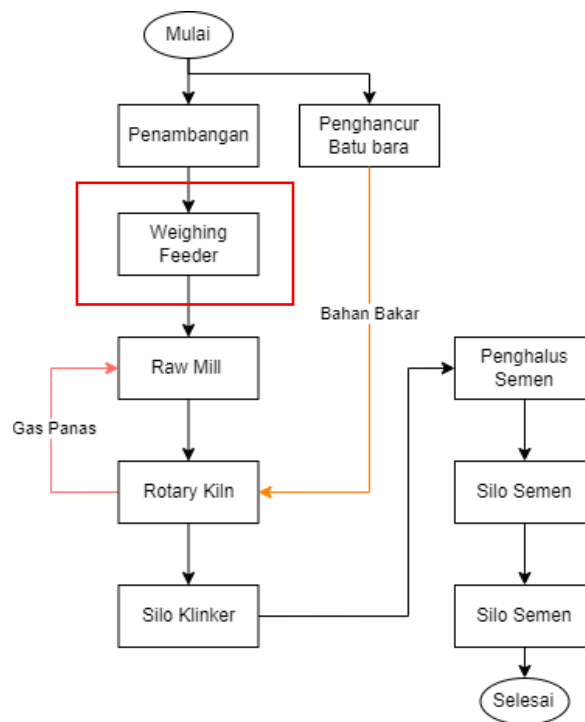 Mulai
Penambangan
Penghancur
Batu bara
Weighing
Feeder
Bahan Bakar
Raw Mill
Penghalus
Semen
Gas Panas
Rotary Kiln
Silo Semen
Silo Klinker
Silo Semen
Selesai